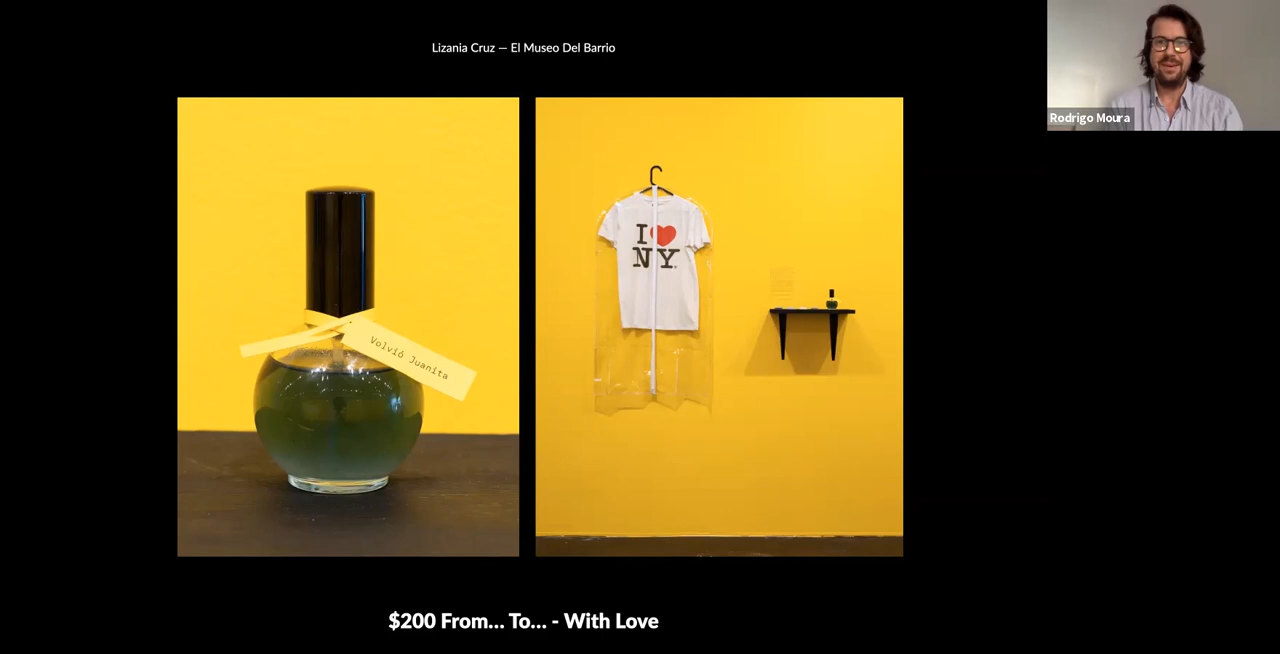 Lizania Cruz — El Museo Del Barrio
Rodrigo Moura
Volvió Juanita
I ❤
NY
$200 From... To... - With Love